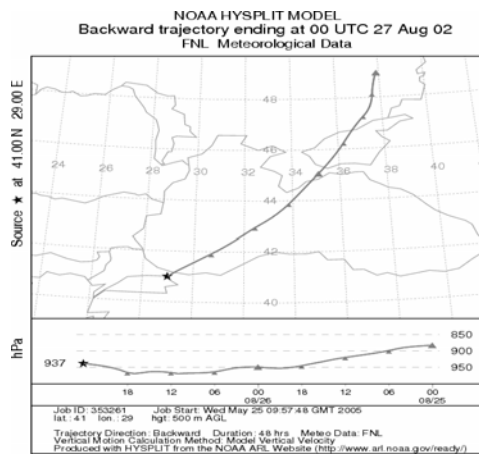 NOAA HYSPLIT MODEL
Backward trajectory ending at 00 UTC 27 Aug 02
FNL Meteorological Data
Source ★ at 41.00 N 29.00 E
48
46
24
26
28
30
32
34
36
38
40
44
42
40
hPa
937
850
900
950
18
12
06
00
18
12
06
00
08/26
08/25
Job ID: 353261 Job Start: Wed May 25 09:57:48 GMT 2005
lat.: 41 lon.: 29 hgt: 500 m AGL
Trajectory Direction: Backward Duration: 48 hrs Meteo Data: FNL
Vertical Motion Calculation Method: Model Vertical Velocity
Produced with HYSPLIT from the NOAA ARL Website (http://www.arl.noaa.gov/ready/)